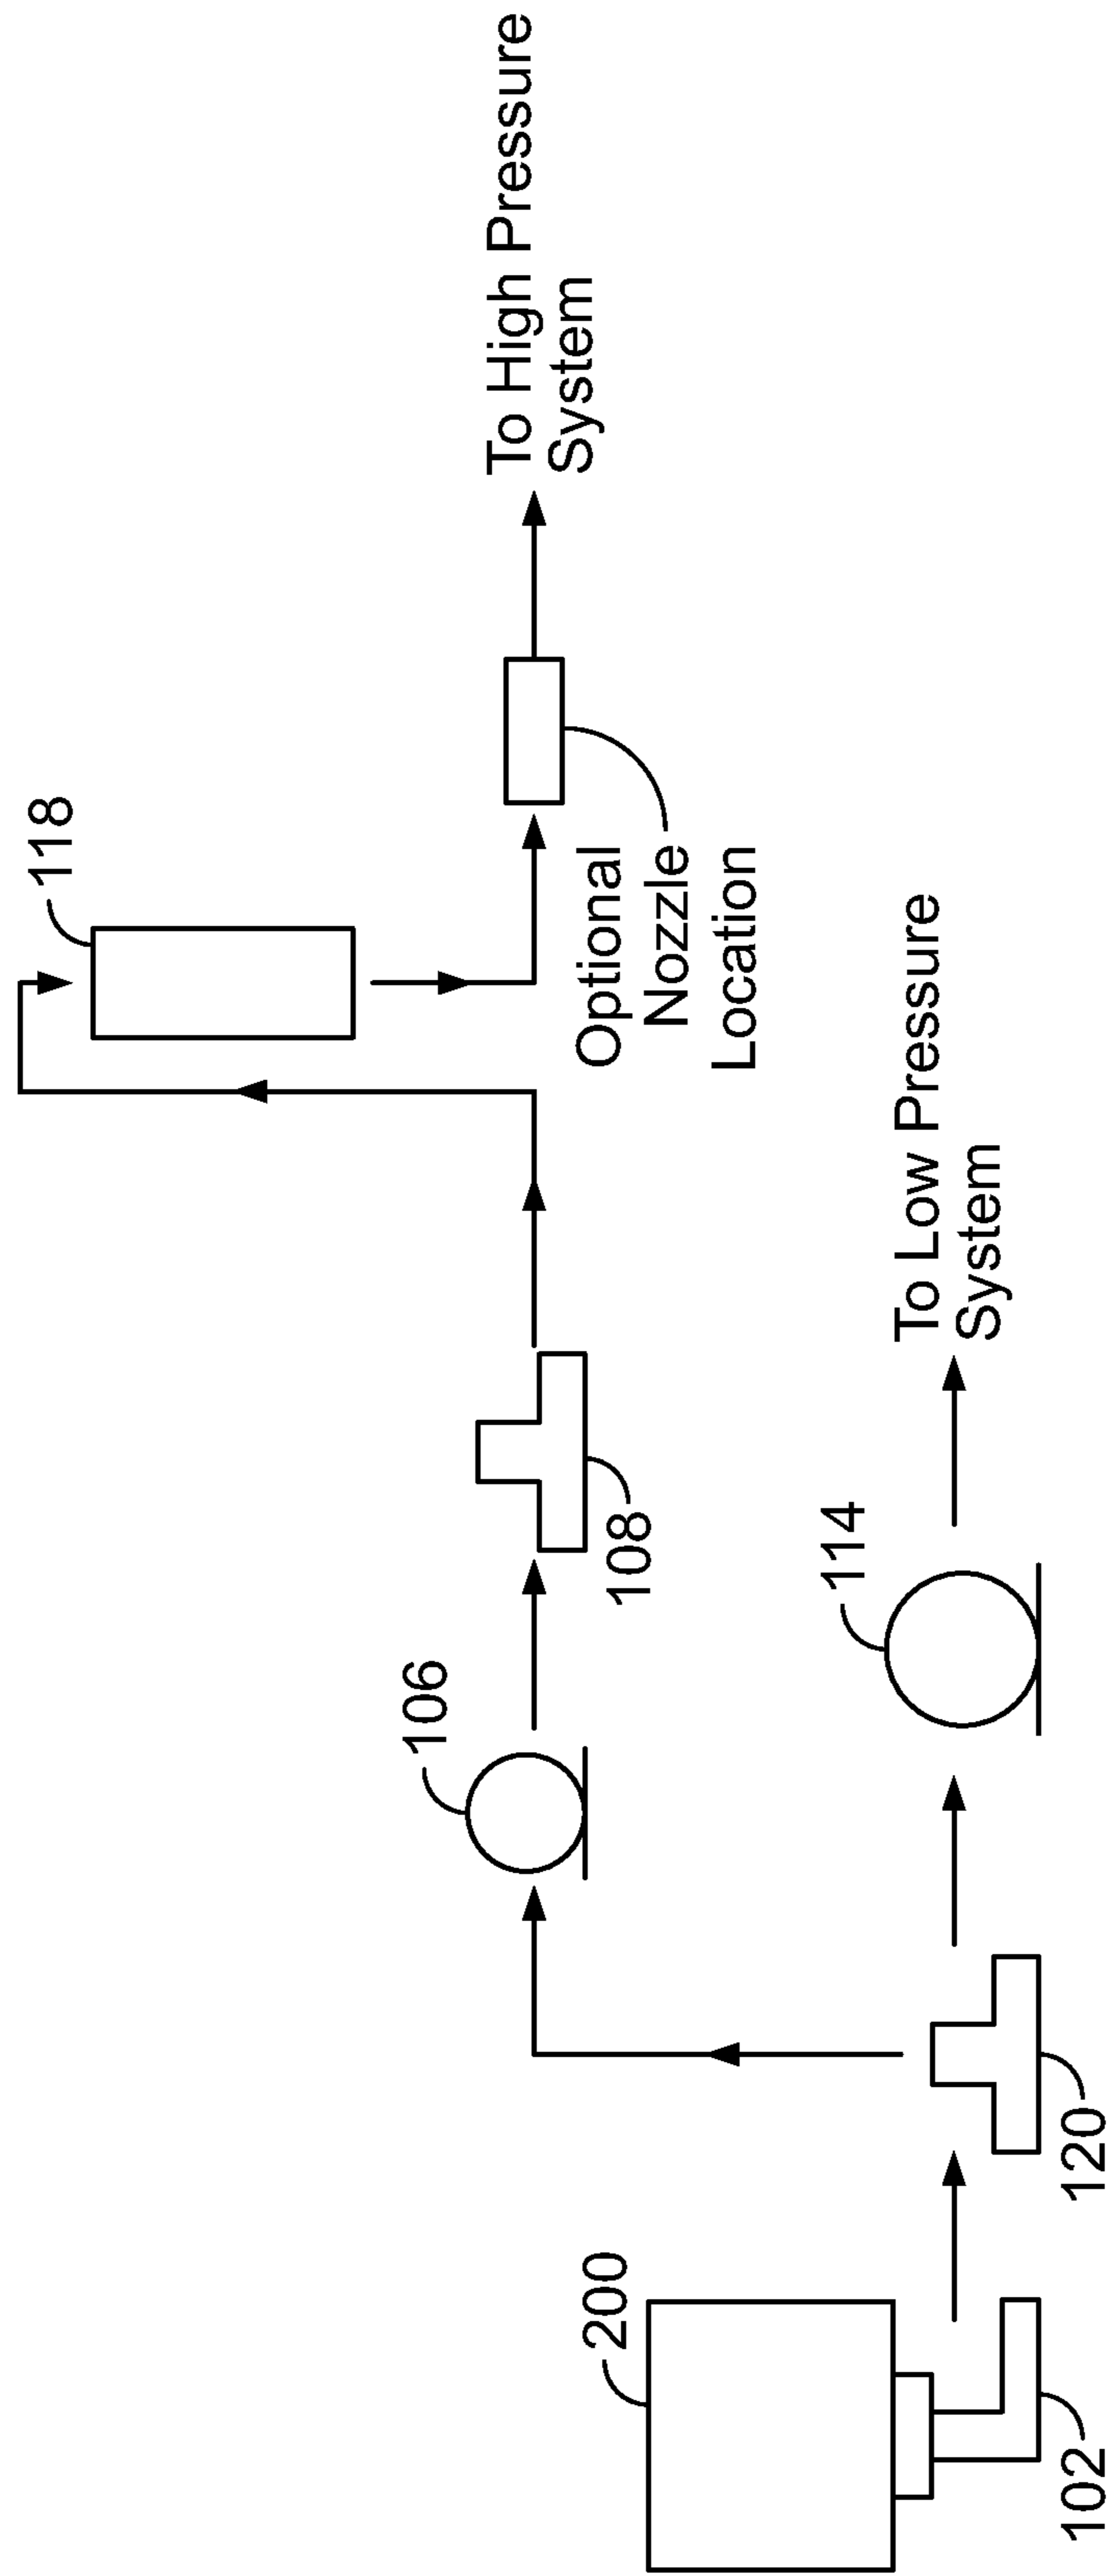 118
To High Pressure
System
Optional
Nozzle
Location
106
108
114
To Low Pressure
System
200
102
120